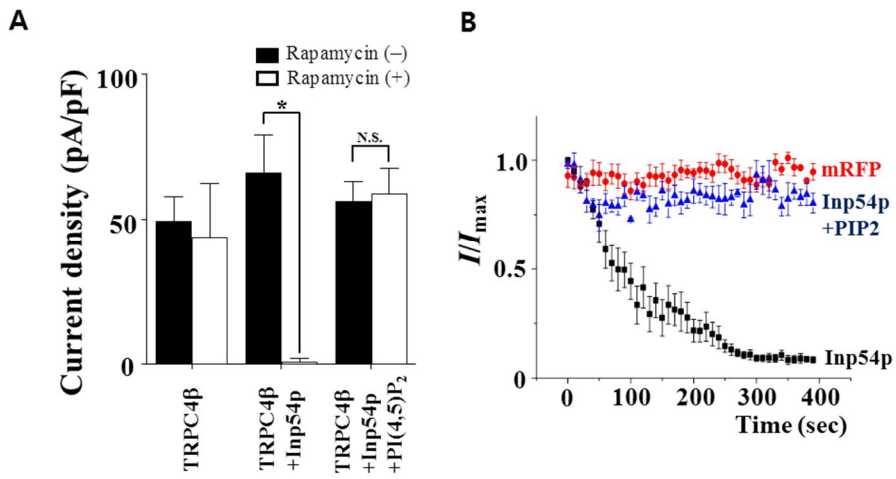 A
Rapamycin (−)
Rapamycin (+)
Current density (pA/pF)
100
50
0
*
N.S.
TRPC4β
TRPC4β
+Inp54p
TRPC4β
+Inp54p
+PI(4,5)P2
B
I/Imax
1.0
0.5
0
mRFP
Inp54p
+PIP2
Inp54p
0 100 200 300 400
Time (sec)